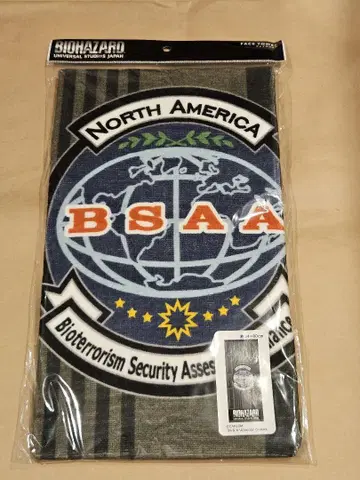 BIOHAZARD
UNIVERSAL STUDIOS JAPAN
FACE TOWEL
NORTH AMERICA
BSAA
Bioterrorism Security Asses
ance
BIOHAZARD